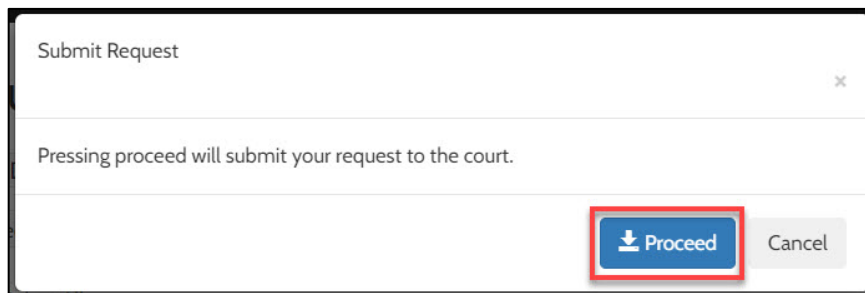 Submit Request
×
Pressing proceed will submit your request to the court.
Proceed Cancel